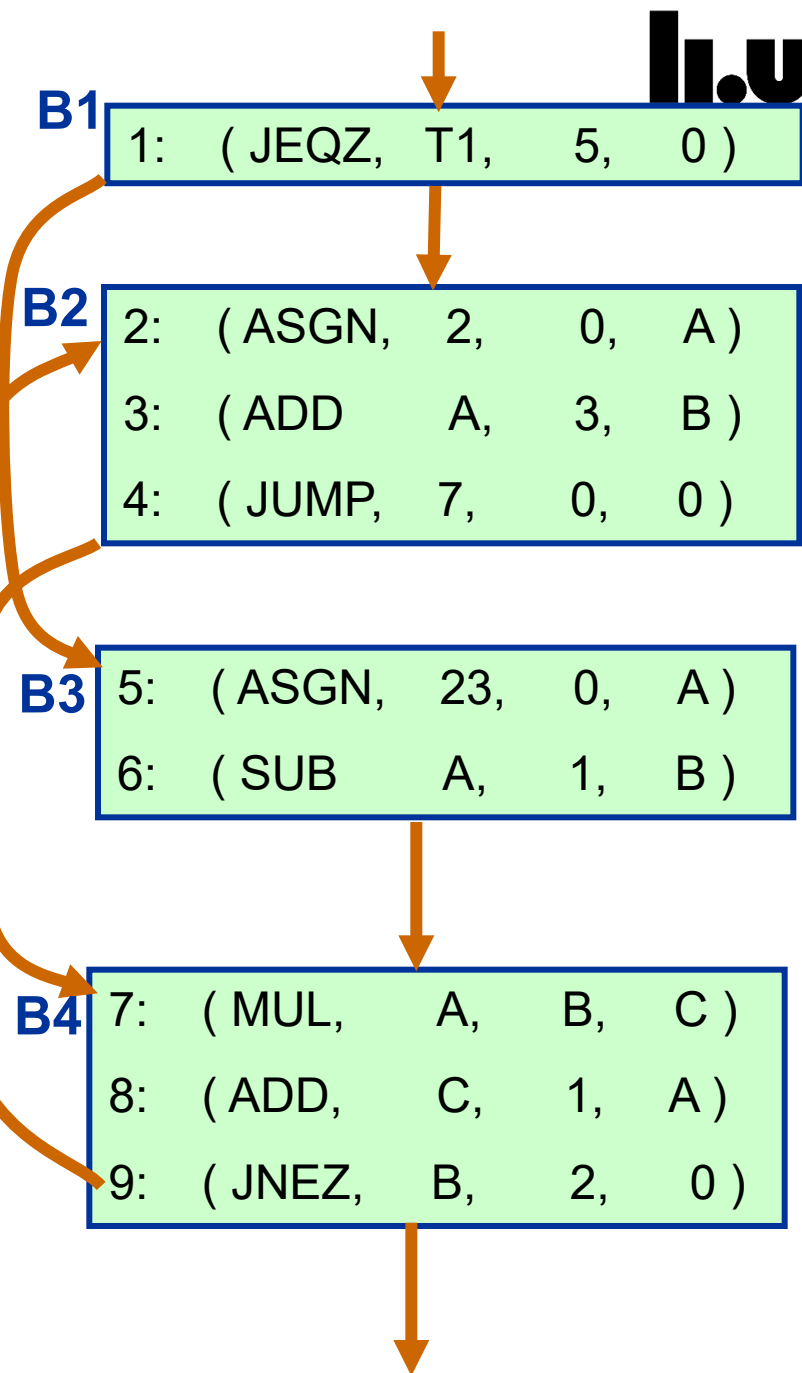 B1
1: ( JEQZ, T1, 5, 0 )
B2
2: ( ASGN, 2, 0, A )
3: ( ADD A, 3, B )
4: ( JUMP, 7, 0, 0 )
B3
5: ( ASGN, 23, 0, A )
6: ( SUB A, 1, B )
B4
7: ( MUL, A, B, C )
8: ( ADD, C, 1, A )
9: ( JNEZ, B, 2, 0 )